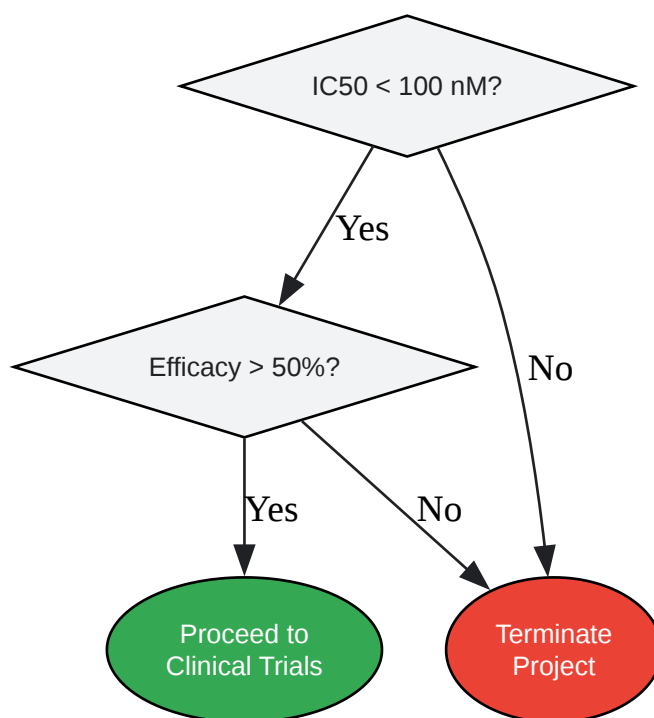 IC50 < 100 nM?
Yes
Efficacy > 50%?
No
Yes
No
Proceed to
Clinical Trials
Terminate
Project